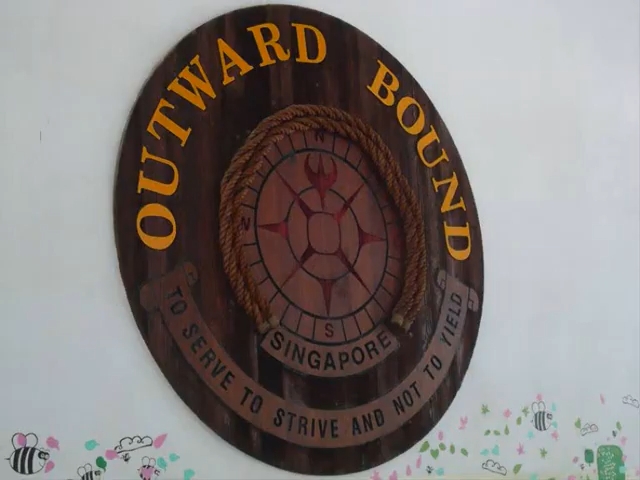 OUTWARD BOUND
N
S
SINGAPORE
TO SERVE TO STRIVE AND NOT TO YIELD